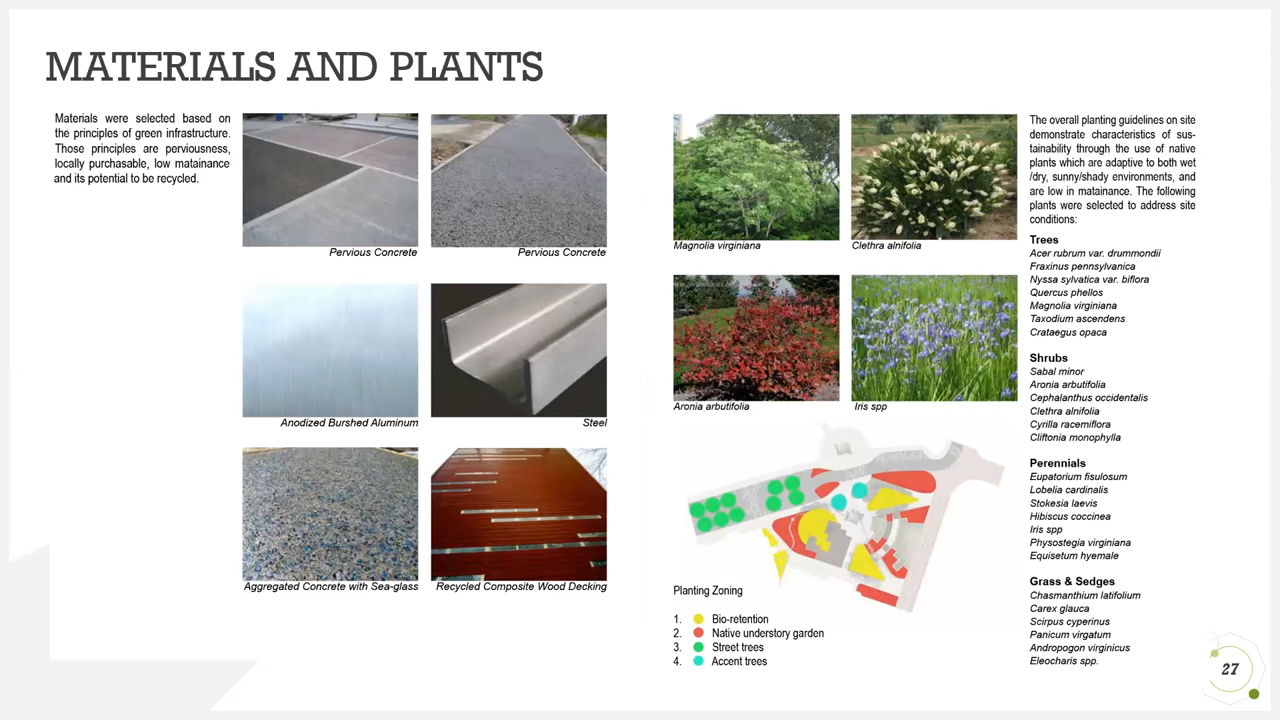 MATERIALS AND PLANTS
Materials were selected based on
the principles of green infrastructure.
Those principles are perviousness,
locally purchasable, low matainance
and its potential to be recycled.
Pervious Concrete
Pervious Concrete
Anodized Burshed Aluminum
Steel
Aggregated Concrete with Sea-glass
Recycled Composite Wood Decking
Magnolia virginiana
Clethra alnifolia
Aronia arbutifolia
Iris spp
Planting Zoning
1. Bio-retention
2. Native understory garden
3. Street trees
4. Accent trees
The overall planting guidelines on site
demonstrate characteristics of sus-
tainability through the use of native
plants which are adaptive to both wet
/dry, sunny/shady environments, and
are low in matainance. The following
plants were selected to address site
conditions:
Trees
Acer rubrum var. drummondii
Fraxinus pennsylvanica
Nyssa sylvatica var. biflora
Quercus phellos
Magnolia virginiana
Taxodium ascendens
Crataegus opaca
Shrubs
Sabal minor
Aronia arbutifolia
Cephalanthus occidentalis
Clethra alnifolia
Cyrilla racemiflora
Cliftonia monophylla
Perennials
Eupatorium fisulosum
Lobelia cardinalis
Stokesia laevis
Hibiscus coccinea
Iris spp
Physostegia virginiana
Equisetum hyemale
Grass & Sedges
Chasmanthium latifolium
Carex glauca
Scirpus cyperinus
Panicum virgatum
Andropogon virginicus
Eleocharis spp.
27